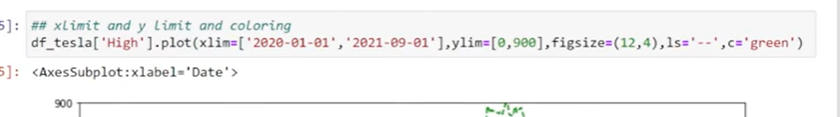 5]: ## xlimit and y limit and coloring
df_tesla['High'].plot(xlim=['2020-01-01','2021-09-01'],ylim=[0,900],figsize=(12,4),ls='--',c='green')
5]: <AxesSubplot:xlabel='Date'>
900